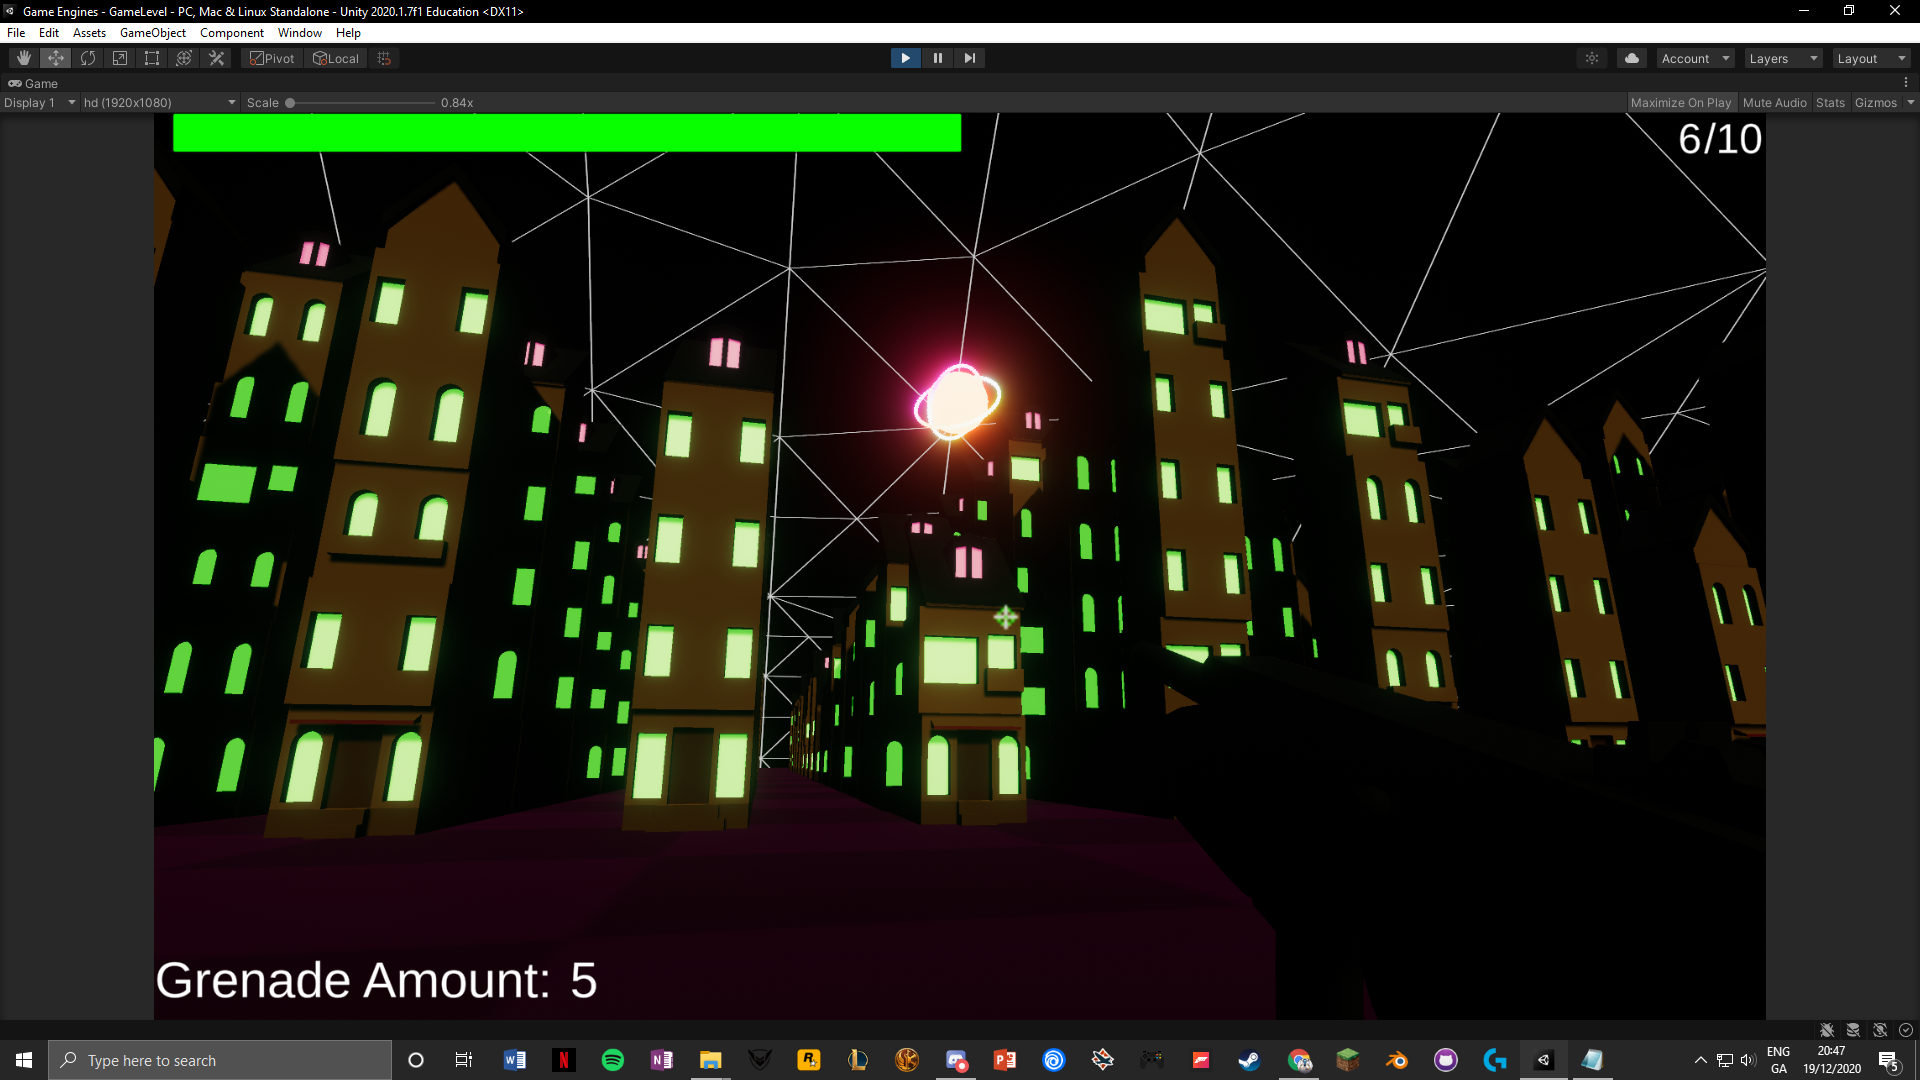 Game Engines - GameLevel - PC, Mac & Linux Standalone - Unity 2020.1.7f1 Education <DX11>
File Edit Assets GameObject Component Window Help
Pivot Local Account Layers Layout
Game
Display 1 hd (1920x1080) Scale 0.84x Maximize On Play Mute Audio Stats Gizmos
6/10
Grenade Amount: 5
Type here to search
ENG
GA
20:47
19/12/2020
5